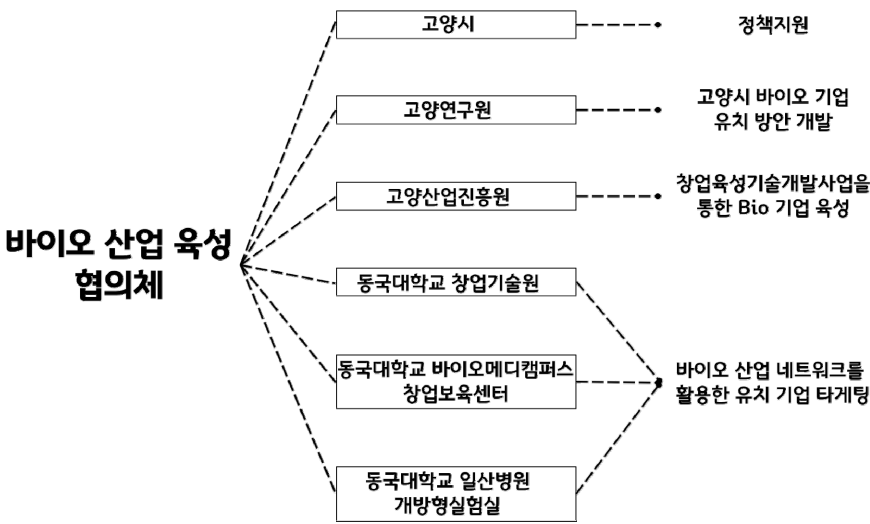 바이오 산업 육성
협의체
고양시
정책지원
고양연구원
고양시 바이오 기업
유치 방안 개발
고양산업진흥원
창업육성기술개발사업을
통한 Bio 기업 육성
동국대학교 창업기술원
동국대학교 바이오메디캠퍼스
창업보육센터
동국대학교 일산병원
개방형실험실
바이오 산업 네트워크를
활용한 유치 기업 타게팅